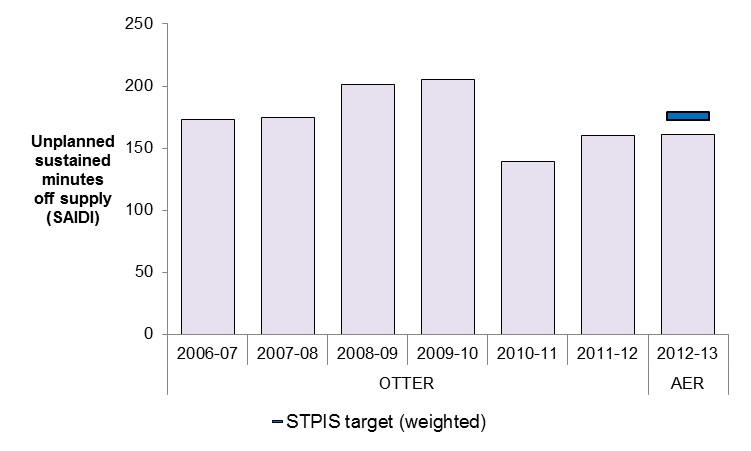 250
200
150
100
50
0
Unplanned
sustained
minutes
off supply
(SAIDI)
2006-07 2007-08 2008-09 2009-10 2010-11 2011-12 2012-13
OTTER AER
STPIS target (weighted)